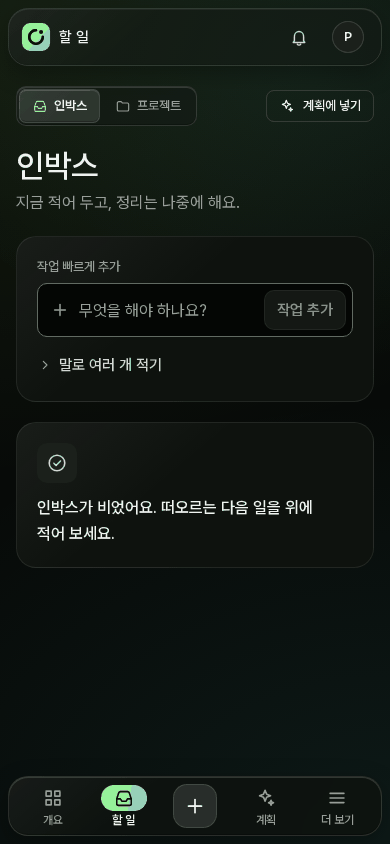 할 일
P
인박스
프로젝트
계획에 넣기
인박스
지금 적어 두고, 정리는 나중에 해요.
작업 빠르게 추가
무엇을 해야 하나요?
작업 추가
말로 여러 개 적기
인박스가 비었어요. 떠오르는 다음 일을 위에
적어 보세요.
개요
할 일
계획
더 보기